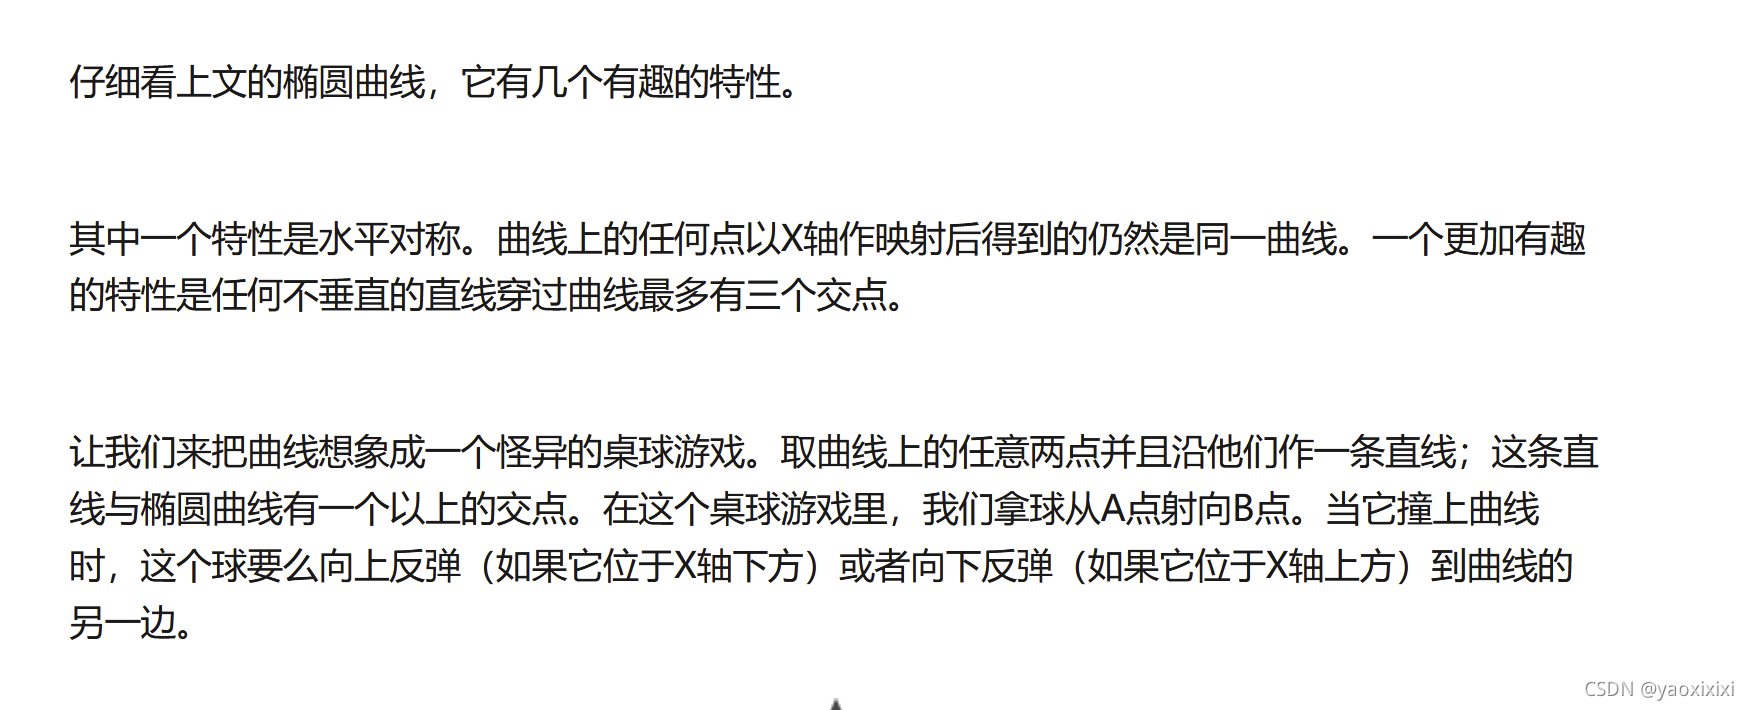 仔细看上文的椭圆曲线，它有几个有趣的特性。
其中一个特性是水平对称。曲线上的任何点以X轴作映射后得到的仍然是同一曲线。一个更加有趣
的特性是任何不垂直的直线穿过曲线最多有三个交点。
让我们来把曲线想象成一个怪异的桌球游戏。取曲线上的任意两点并且沿他们作一条直线；这条直
线与椭圆曲线有一个以上的交点。在这个桌球游戏里，我们拿球从A点射向B点。当它撞上曲线
时，这个球要么向上反弹（如果它位于X轴下方）或者向下反弹（如果它位于X轴上方）到曲线的
另一边。
CSDN @yaoxixixi